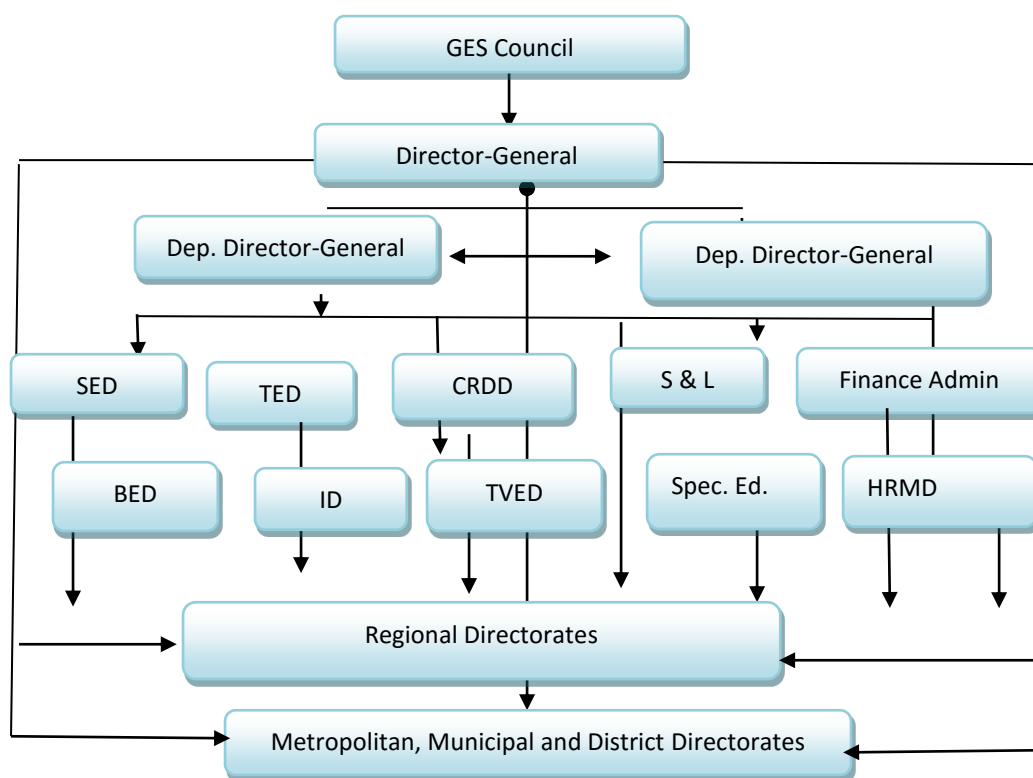 GES Council
Director-General
Dep. Director-General
Dep. Director-General
SED
TED
CRDD
S & L
Finance Admin
BED
ID
TVED
Spec. Ed.
HRMD
Regional Directorates
Metropolitan, Municipal and District Directorates